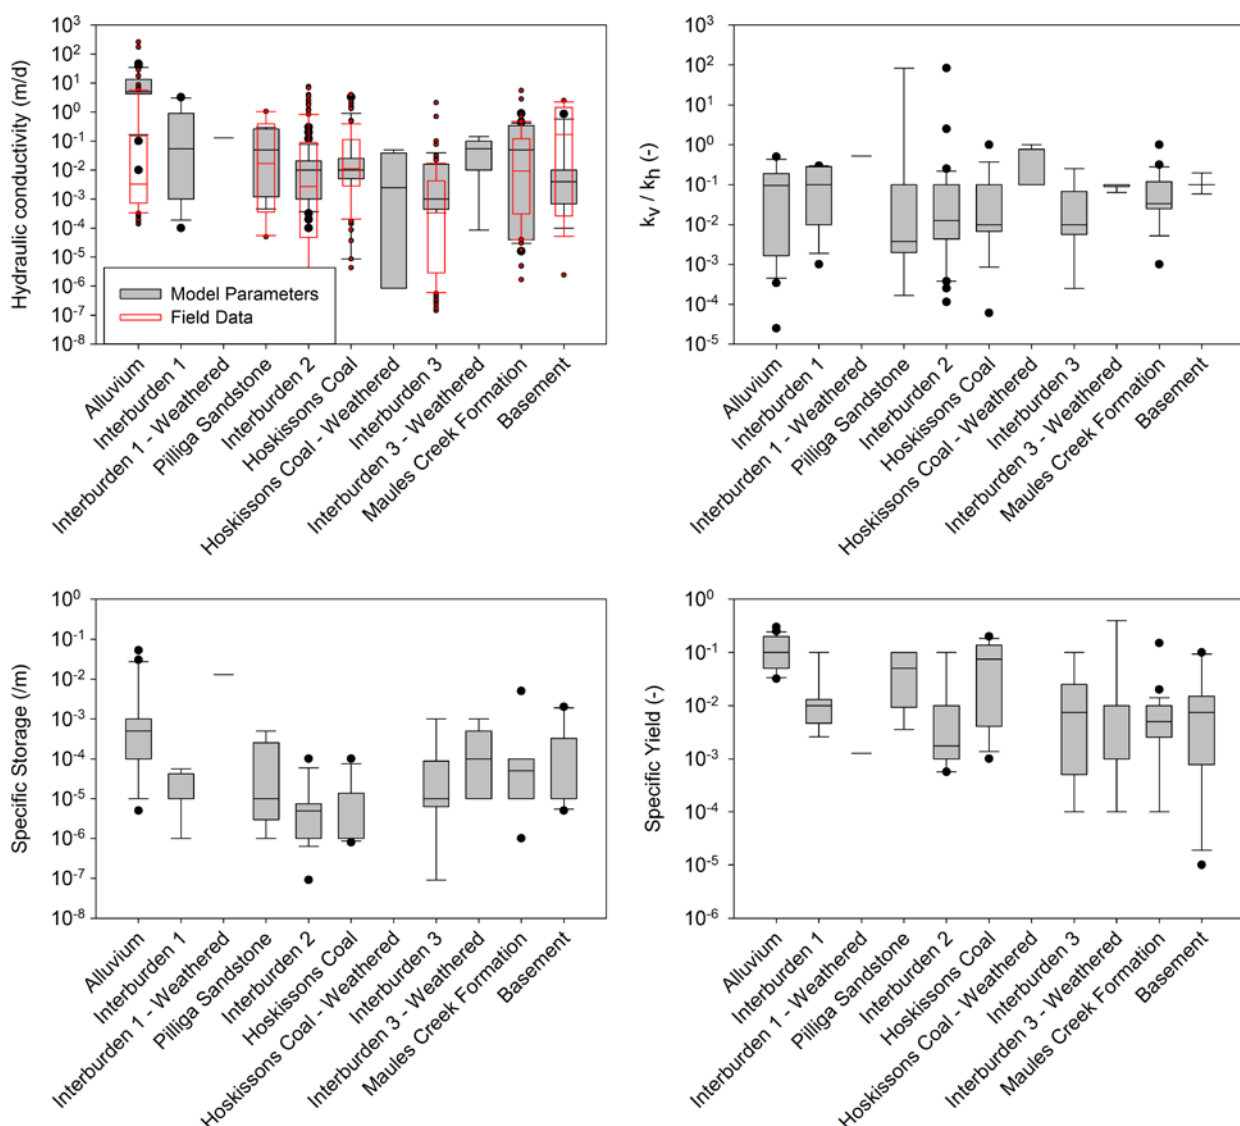 Hydraulic conductivity (m/d)
10³
10²
10¹
10⁰
10⁻¹
10⁻²
10⁻³
10⁻⁴
10⁻⁵
10⁻⁶
10⁻⁷
10⁻⁸
Model Parameters
Field Data
Alluvium
Interburden 1
Interburden 1 - Weathered
Pilliga Sandstone
Interburden 2
Hoskissons Coal
Hoskissons Coal - Weathered
Interburden 3
Interburden 3 - Weathered
Maules Creek Formation
Basement
kᵥ / kₕ (-)
10³
10²
10¹
10⁰
10⁻¹
10⁻²
10⁻³
10⁻⁴
10⁻⁵
Alluvium
Interburden 1
Interburden 1 - Weathered
Pilliga Sandstone
Interburden 2
Hoskissons Coal
Hoskissons Coal - Weathered
Interburden 3
Interburden 3 - Weathered
Maules Creek Formation
Basement
Specific Storage (/m)
10⁰
10⁻¹
10⁻²
10⁻³
10⁻⁴
10⁻⁵
10⁻⁶
10⁻⁷
10⁻⁸
Alluvium
Interburden 1
Interburden 1 - Weathered
Pilliga Sandstone
Interburden 2
Hoskissons Coal
Hoskissons Coal - Weathered
Interburden 3
Interburden 3 - Weathered
Maules Creek Formation
Basement
Specific Yield (-)
10⁰
10⁻¹
10⁻²
10⁻³
10⁻⁴
10⁻⁵
10⁻⁶
Alluvium
Interburden 1
Interburden 1 - Weathered
Pilliga Sandstone
Interburden 2
Hoskissons Coal
Hoskissons Coal - Weathered
Interburden 3
Interburden 3 - Weathered
Maules Creek Formation
Basement